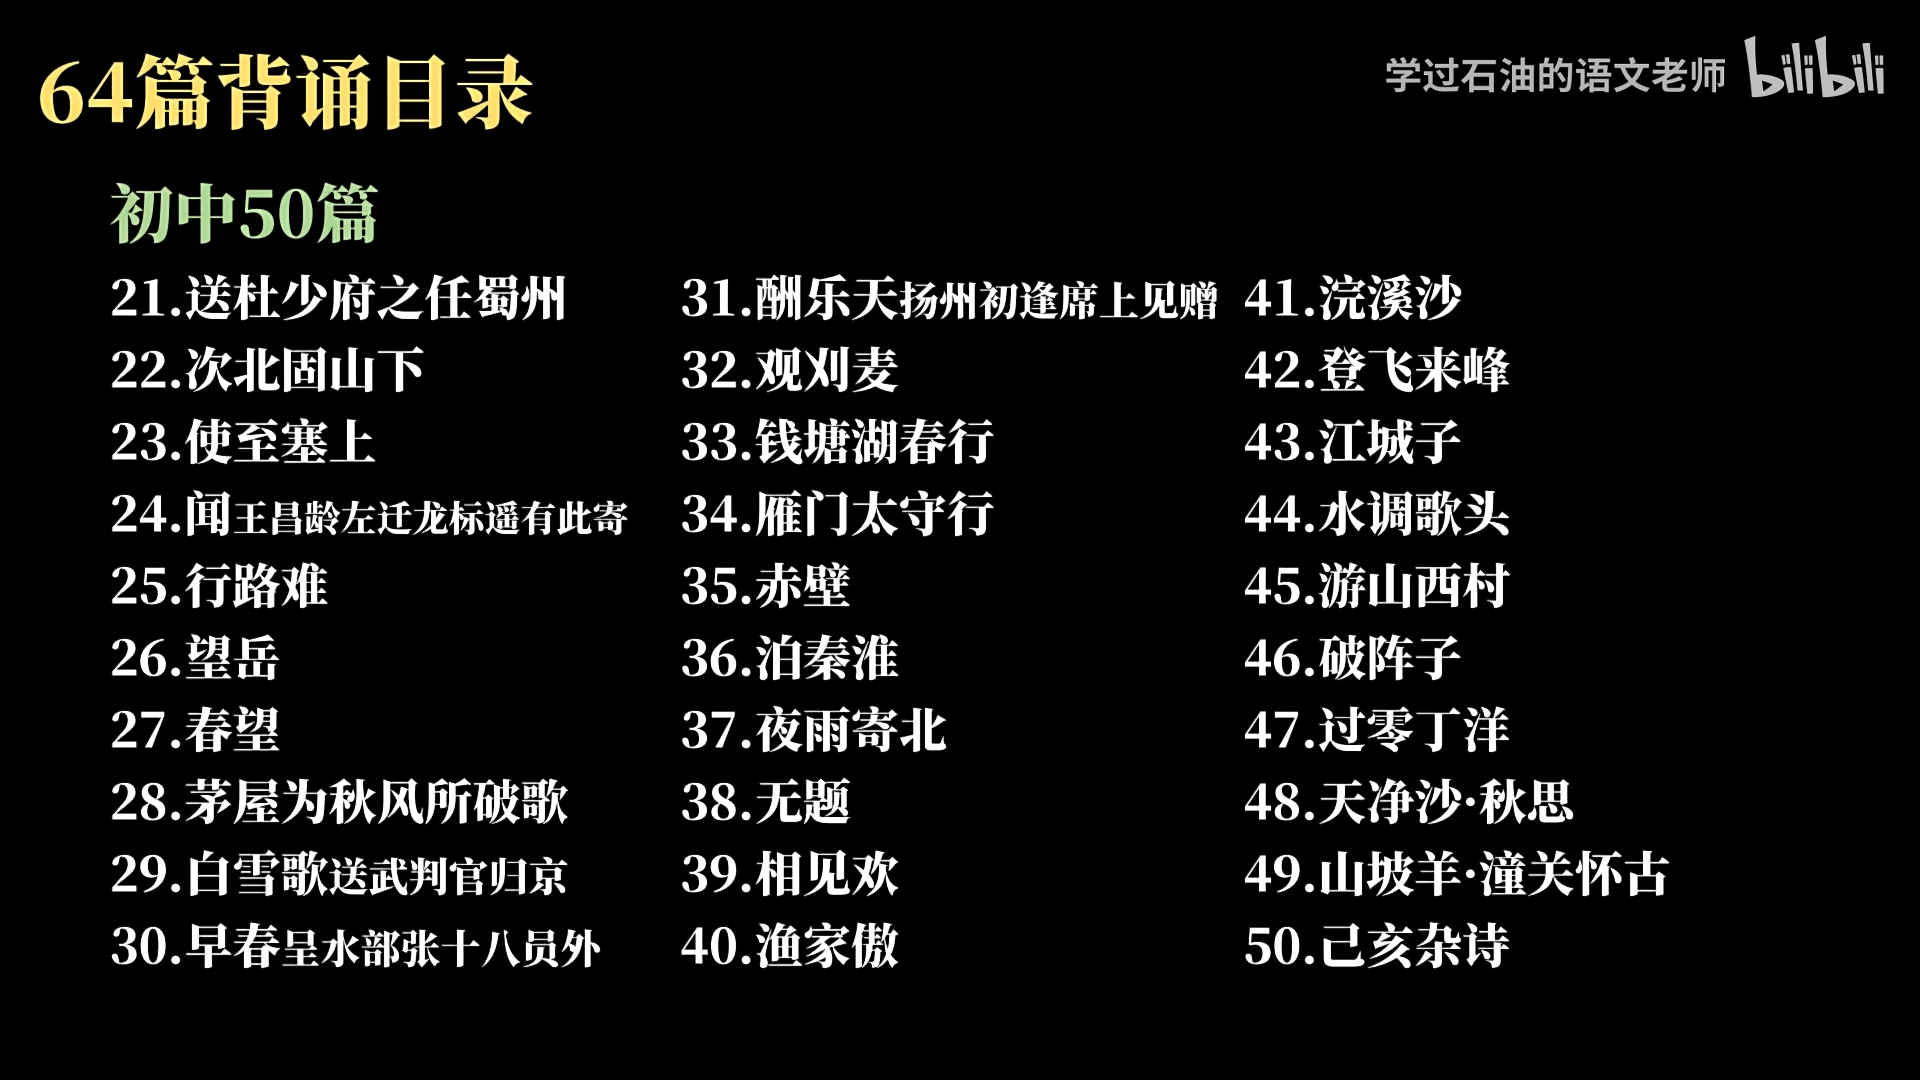 64篇背诵目录
学过石油的语文老师 bilibili
初中50篇
21.送杜少府之任蜀州
22.次北固山下
23.使至塞上
24.闻王昌龄左迁龙标遥有此寄
25.行路难
26.望岳
27.春望
28.茅屋为秋风所破歌
29.白雪歌送武判官归京
30.早春呈水部张十八员外
31.酬乐天扬州初逢席上见赠
32.观刈麦
33.钱塘湖春行
34.雁门太守行
35.赤壁
36.泊秦淮
37.夜雨寄北
38.无题
39.相见欢
40.渔家傲
41.浣溪沙
42.登飞来峰
43.江城子
44.水调歌头
45.游山西村
46.破阵子
47.过零丁洋
48.天净沙·秋思
49.山坡羊·潼关怀古
50.己亥杂诗